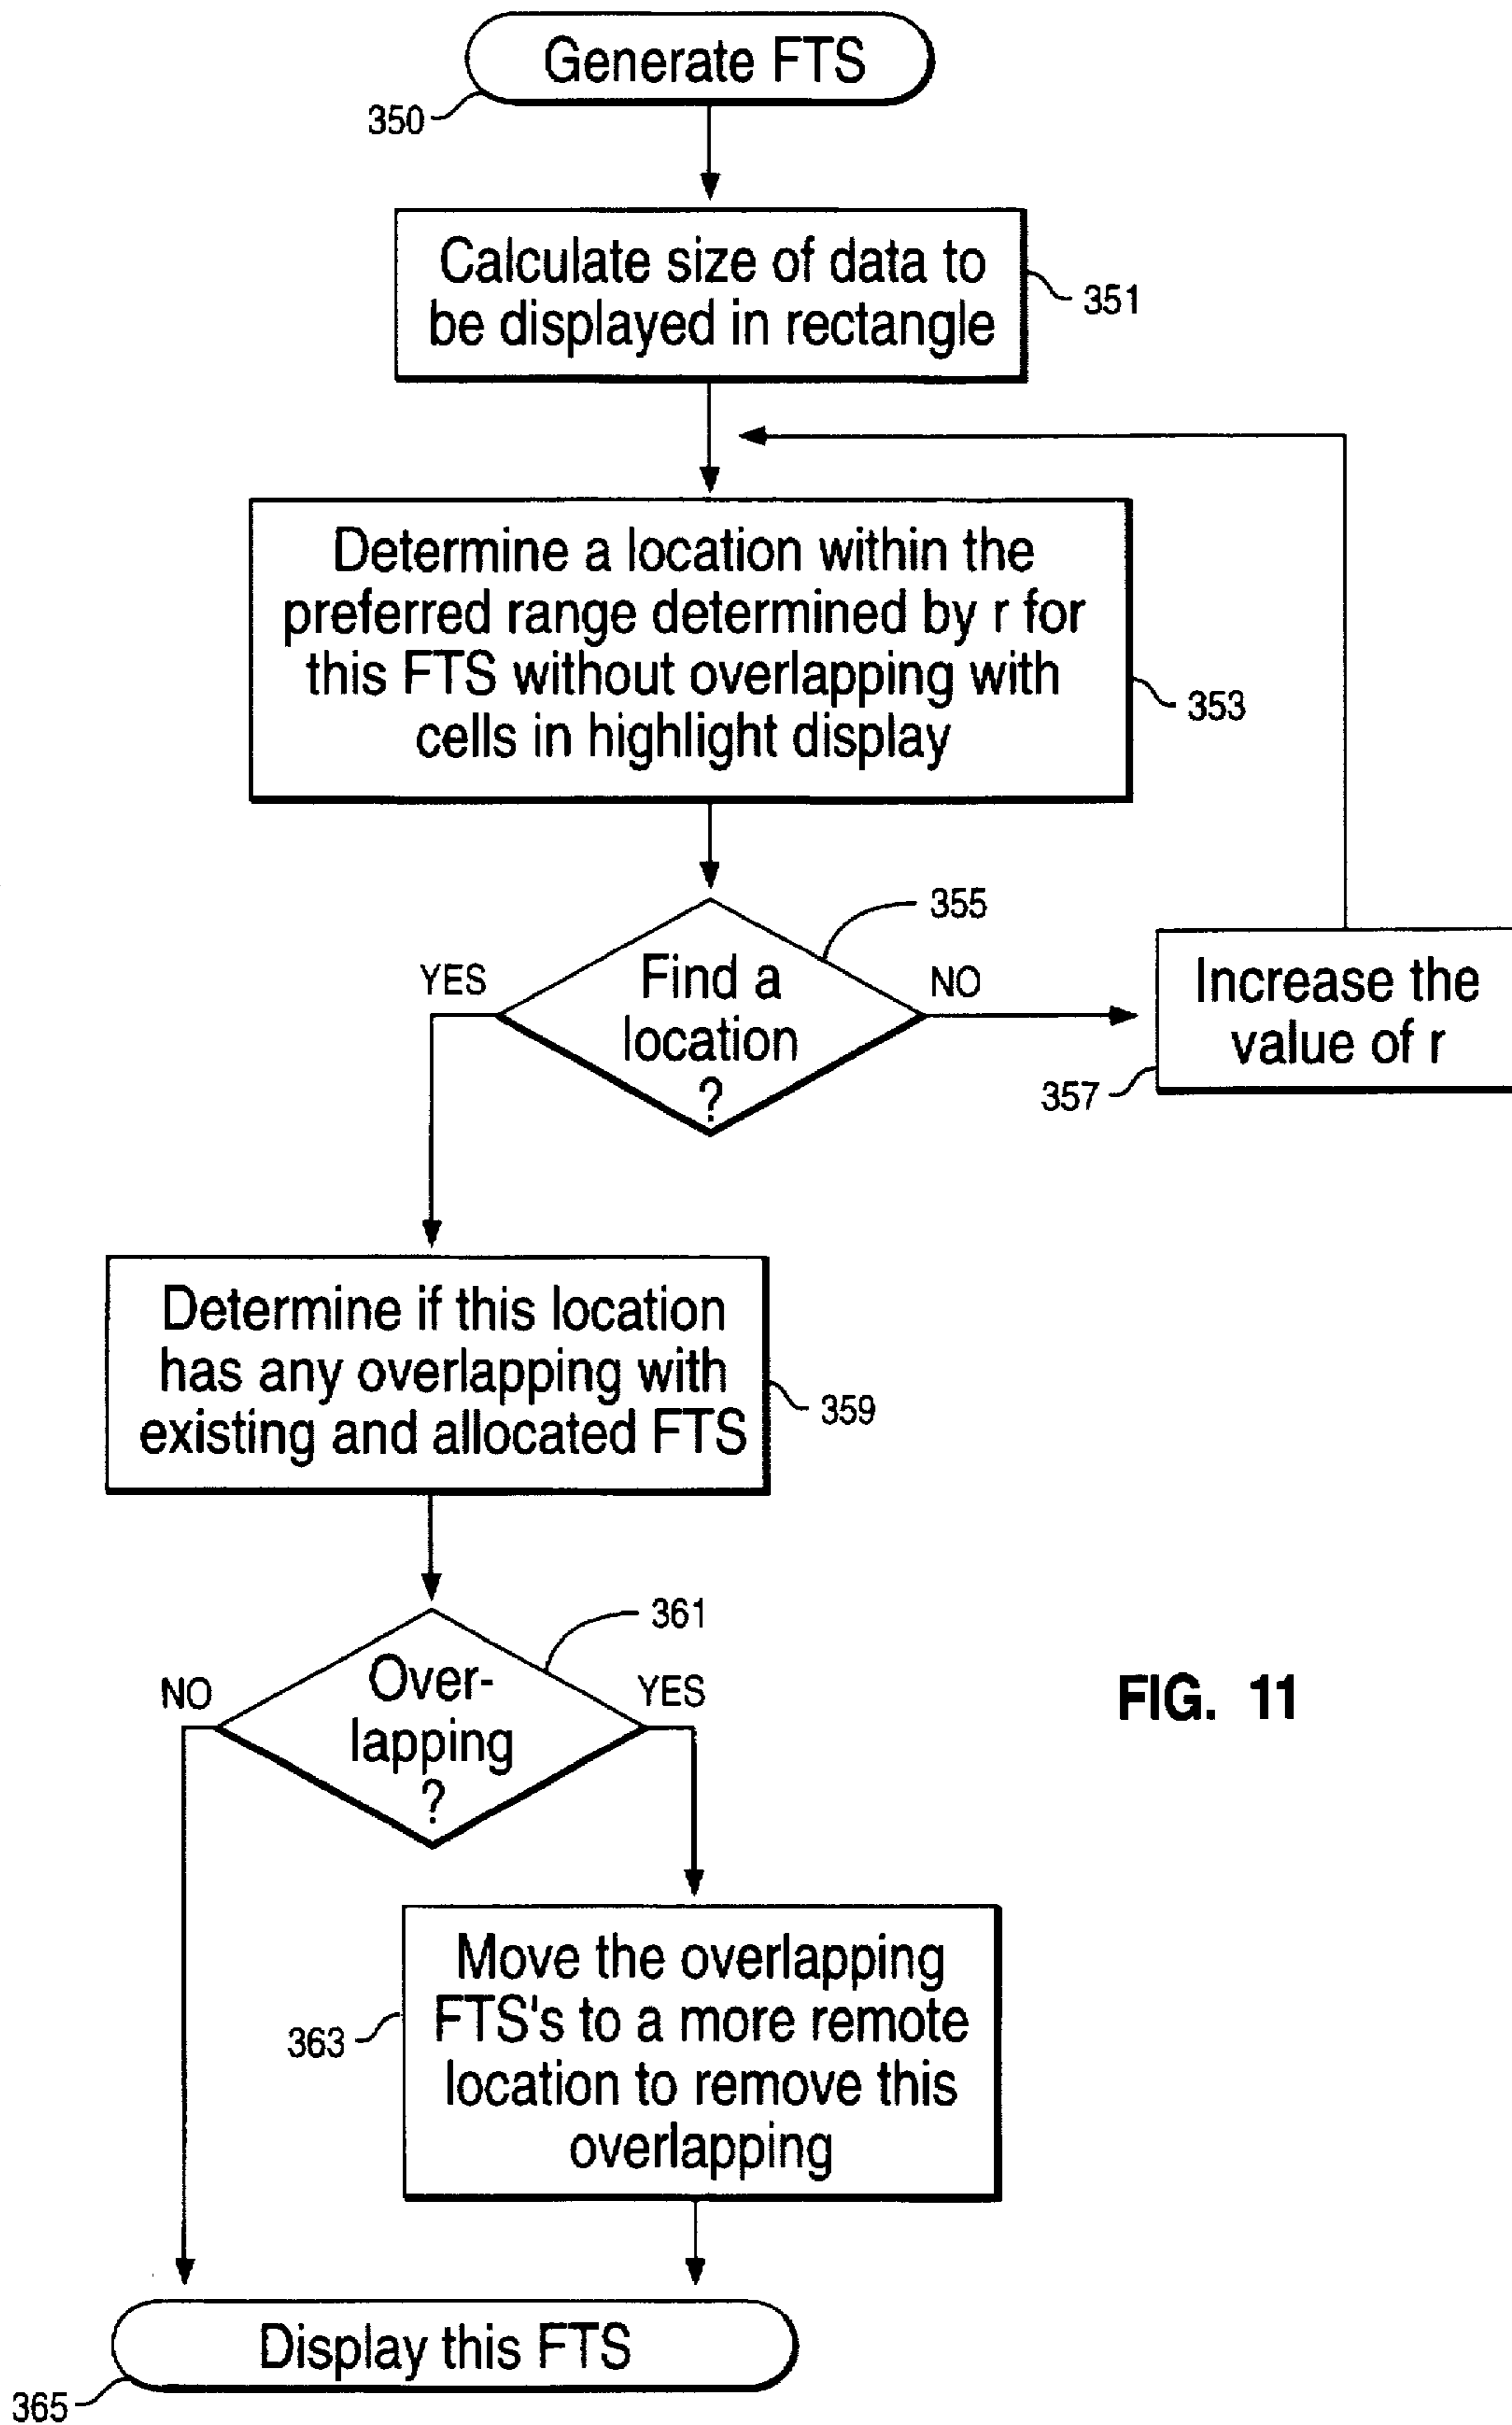 Generate FTS
350
Calculate size of data to
be displayed in rectangle
351
Determine a location within the
preferred range determined by r for
this FTS without overlapping with
cells in highlight display
353
355
YES
Find a
location
?
NO
Increase the
value of r
357
Determine if this location
has any overlapping with
existing and allocated FTS
359
361
NO
Over-
lapping
?
YES
FIG. 11
Move the overlapping
FTS's to a more remote
location to remove this
overlapping
363
Display this FTS
365